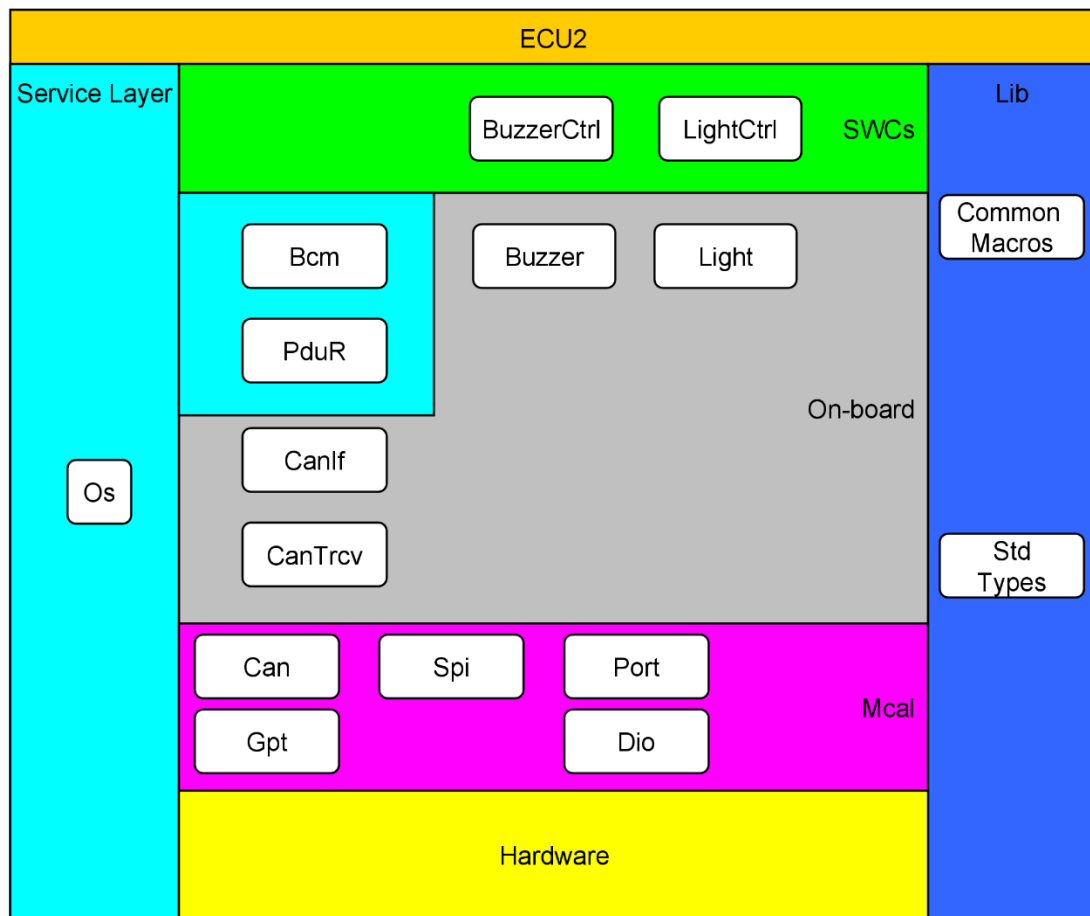 ECU2
Service Layer
BuzzerCtrl
LightCtrl
SWCs
Lib
Common
Macros
Bcm
Buzzer
Light
PduR
On-board
CanIf
Os
CanTrcv
Std
Types
Can
Spi
Port
Mcal
Gpt
Dio
Hardware